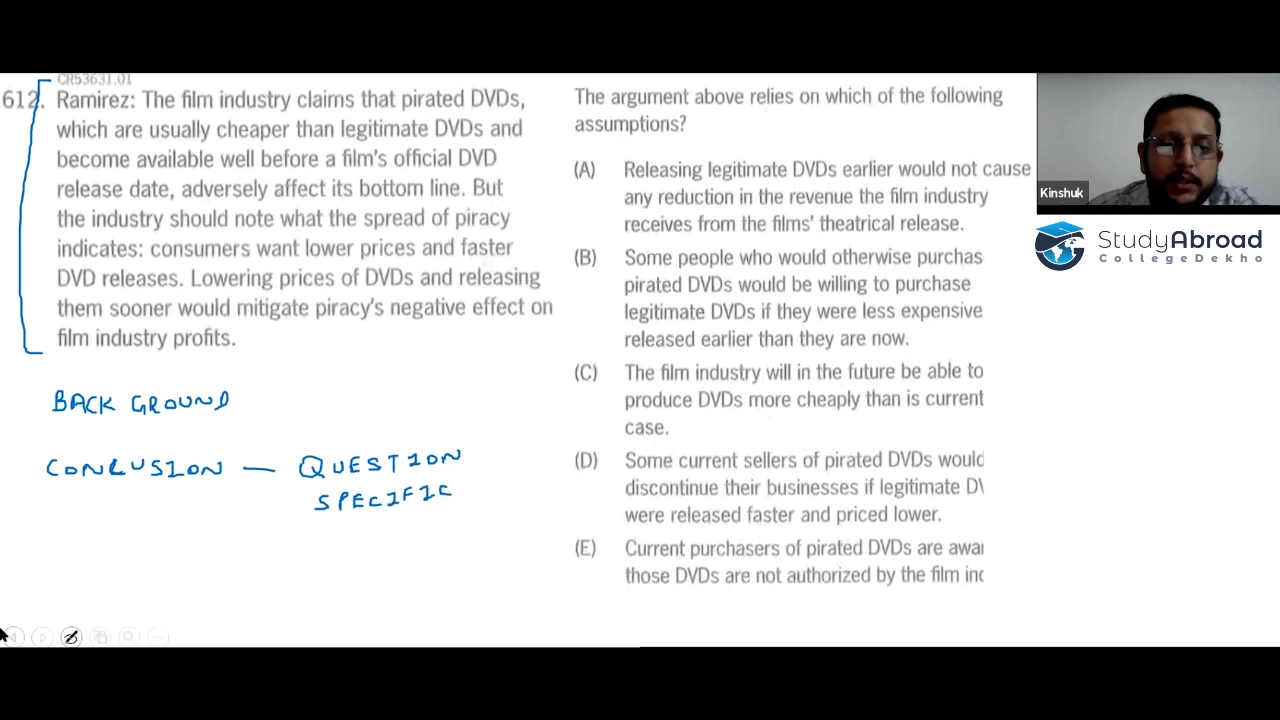 CR53631.01
612. Ramirez: The film industry claims that pirated DVDs,
which are usually cheaper than legitimate DVDs and
become available well before a film's official DVD
release date, adversely affect its bottom line. But
the industry should note what the spread of piracy
indicates: consumers want lower prices and faster
DVD releases. Lowering prices of DVDs and releasing
them sooner would mitigate piracy's negative effect on
film industry profits.
BACK GROUND
CONCLUSION — QUESTION
SPECIFIC
The argument above relies on which of the following
assumptions?
(A) Releasing legitimate DVDs earlier would not cause
any reduction in the revenue the film industry
receives from the films' theatrical release.
(B) Some people who would otherwise purchas
pirated DVDs would be willing to purchase
legitimate DVDs if they were less expensive
released earlier than they are now.
(C) The film industry will in the future be able to
produce DVDs more cheaply than is current
case.
(D) Some current sellers of pirated DVDs would
discontinue their businesses if legitimate D
were released faster and priced lower.
(E) Current purchasers of pirated DVDs are awa
those DVDs are not authorized by the film in
Kinshuk
StudyAbroad
CollegeDekho